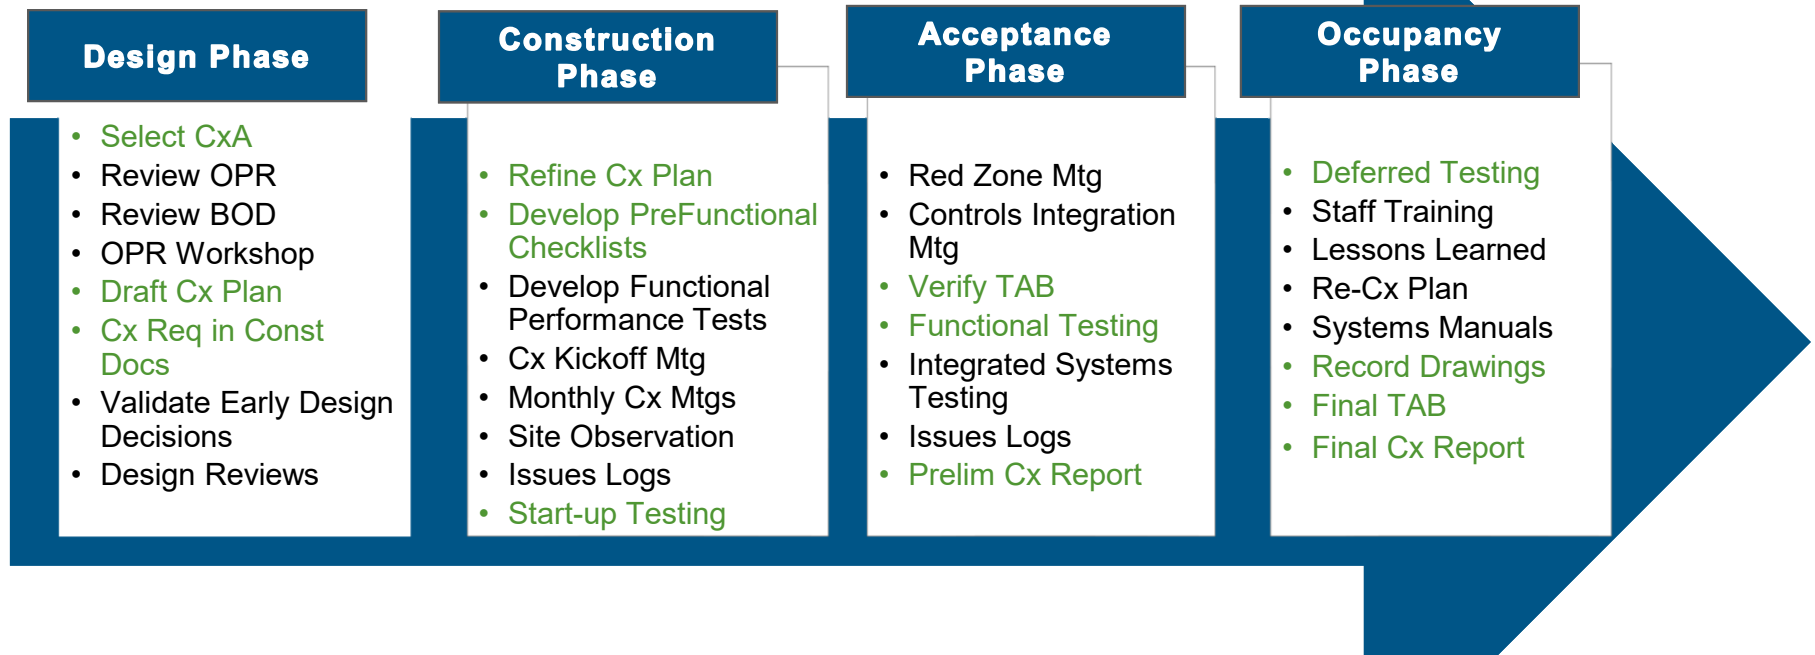 Design Phase
• Select CxA
• Review OPR
• Review BOD
• OPR Workshop
• Draft Cx Plan
• Cx Req in Const
Docs
• Validate Early Design
Decisions
• Design Reviews
Construction
Phase
• Refine Cx Plan
• Develop PreFunctional
Checklists
• Develop Functional
Performance Tests
• Cx Kickoff Mtg
• Monthly Cx Mtgs
• Site Observation
• Issues Logs
• Start-up Testing
Acceptance
Phase
• Red Zone Mtg
• Controls Integration
Mtg
• Verify TAB
• Functional Testing
• Integrated Systems
Testing
• Issues Logs
• Prelim Cx Report
Occupancy
Phase
• Deferred Testing
• Staff Training
• Lessons Learned
• Re-Cx Plan
• Systems Manuals
• Record Drawings
• Final TAB
• Final Cx Report